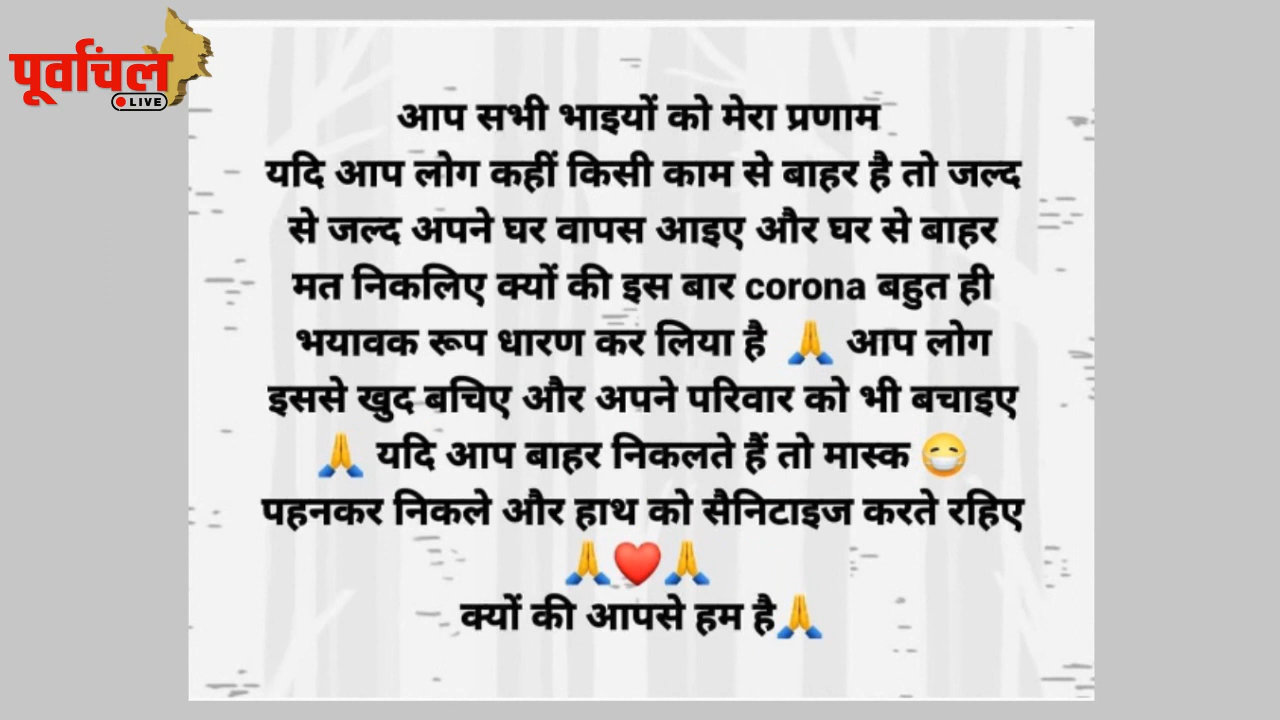 पूर्वांचल
LIVE
आप सभी भाइयों को मेरा प्रणाम
यदि आप लोग कहीं किसी काम से बाहर है तो जल्द
से जल्द अपने घर वापस आइए और घर से बाहर
मत निकलिए क्यों की इस बार corona बहुत ही
भयावक रूप धारण कर लिया है 🙏 आप लोग
इससे खुद बचिए और अपने परिवार को भी बचाइए
🙏 यदि आप बाहर निकलते हैं तो मास्क 😷
पहनकर निकले और हाथ को सैनिटाइज करते रहिए
🙏❤️🙏
क्यों की आपसे हम है🙏